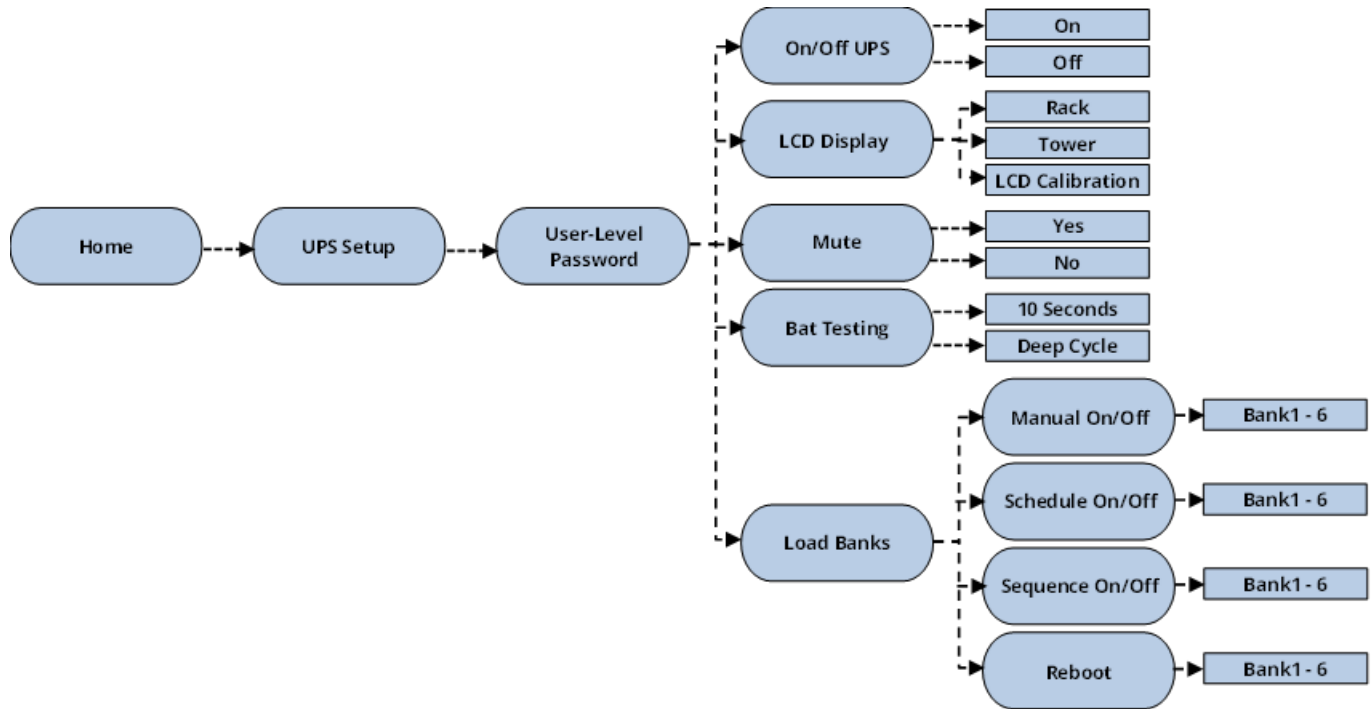 Home
UPS Setup
User-Level
Password
On/Off UPS
On
Off
LCD Display
Rack
Tower
LCD Calibration
Mute
Yes
No
Bat Testing
10 Seconds
Deep Cycle
Load Banks
Manual On/Off
Bank1 - 6
Schedule On/Off
Bank1 - 6
Sequence On/Off
Bank1 - 6
Reboot
Bank1 - 6